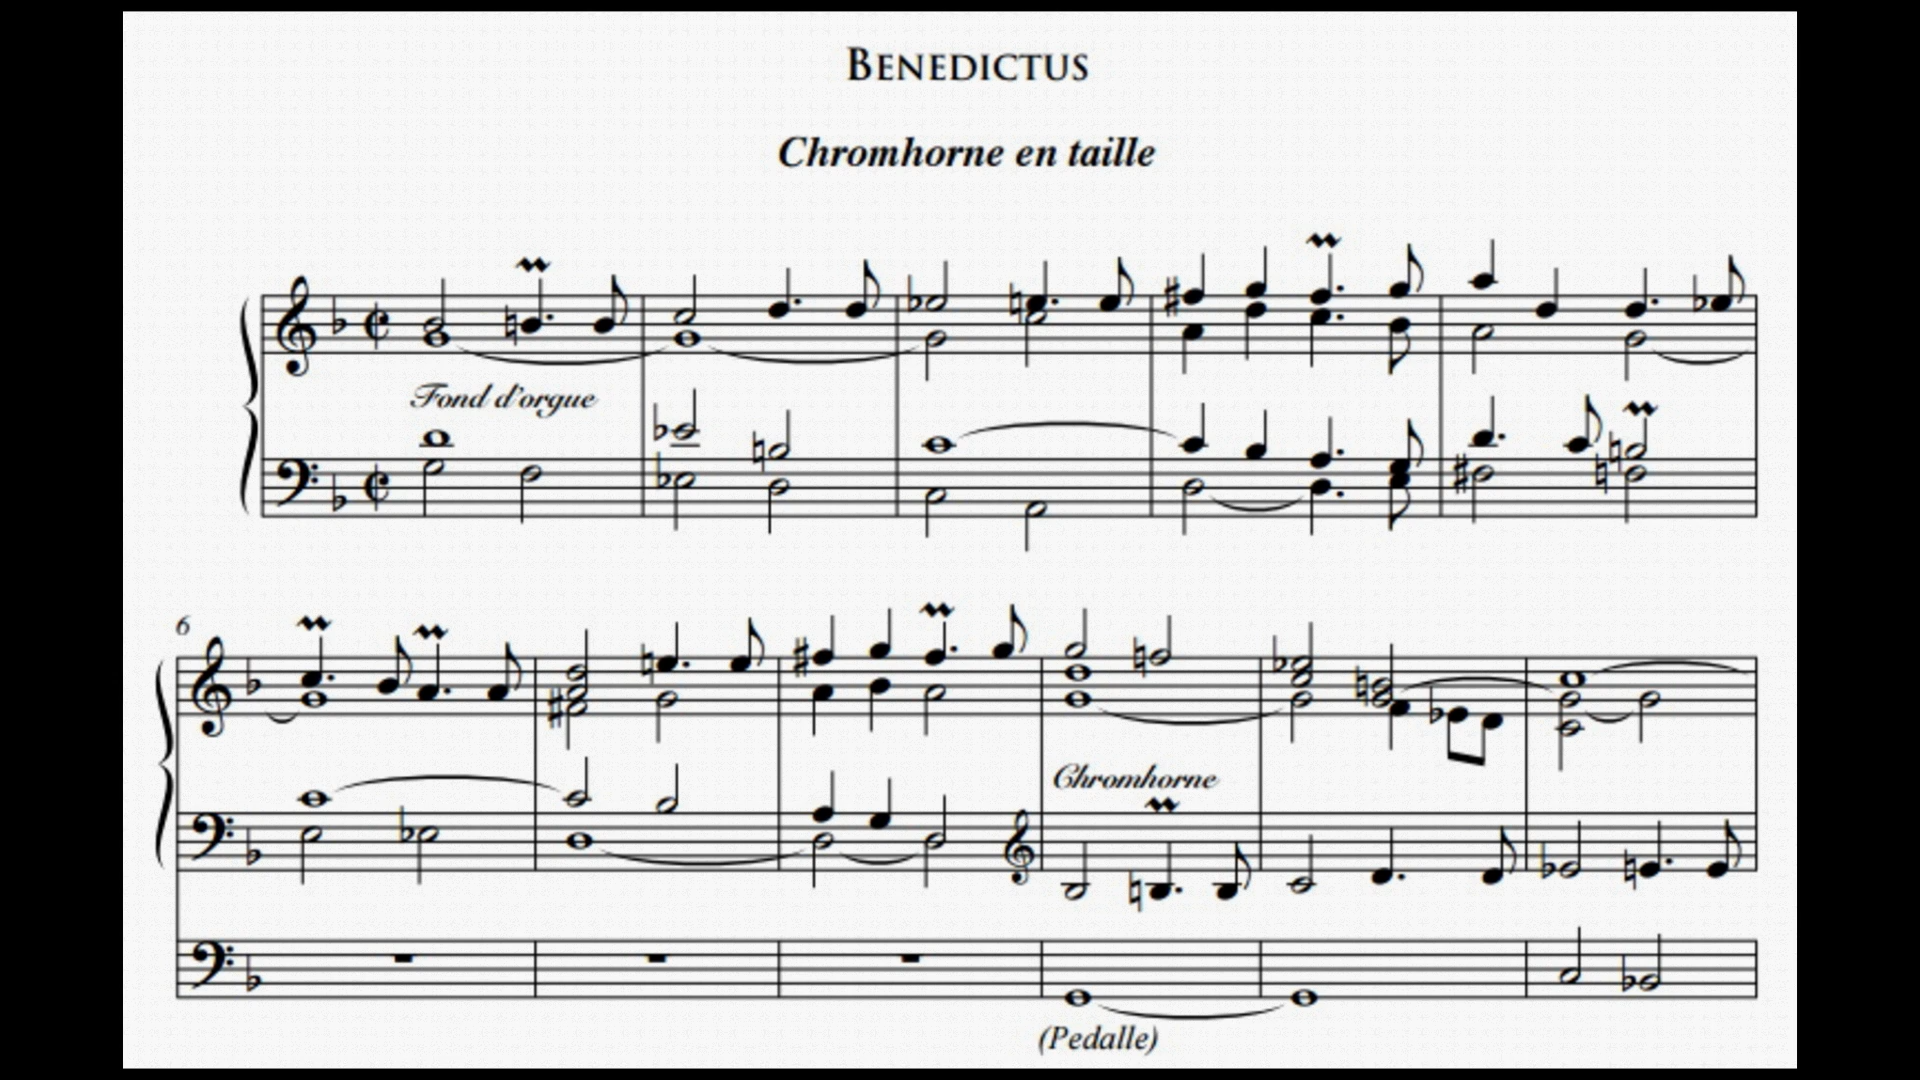 BENEDICTUS
Chromhorne en taille
Fond d'orgue
6
Chromhorne
(Pedalle)